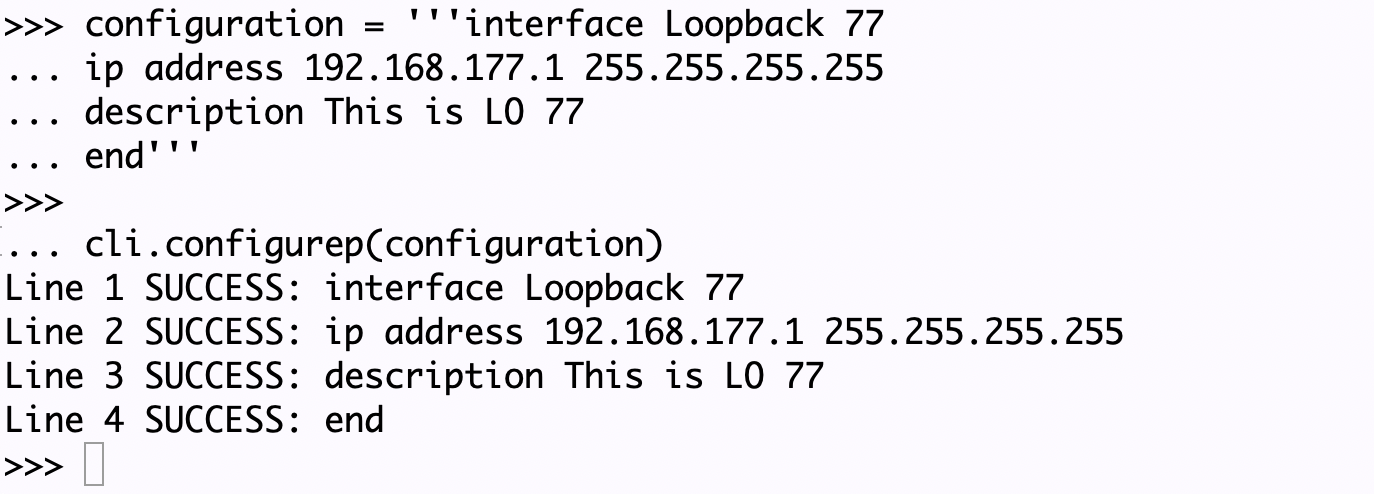 >>> configuration = '''interface Loopback 77
... ip address 192.168.177.1 255.255.255.255
... description This is LO 77
... end'''
>>>
... cli.configurep(configuration)
Line 1 SUCCESS: interface Loopback 77
Line 2 SUCCESS: ip address 192.168.177.1 255.255.255.255
Line 3 SUCCESS: description This is LO 77
Line 4 SUCCESS: end
>>>